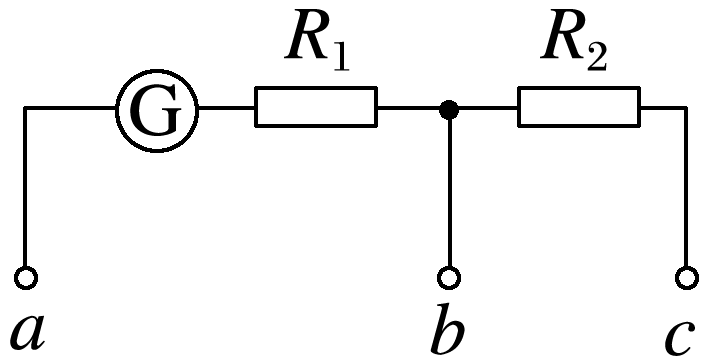 R₁ R₂
G
a b c